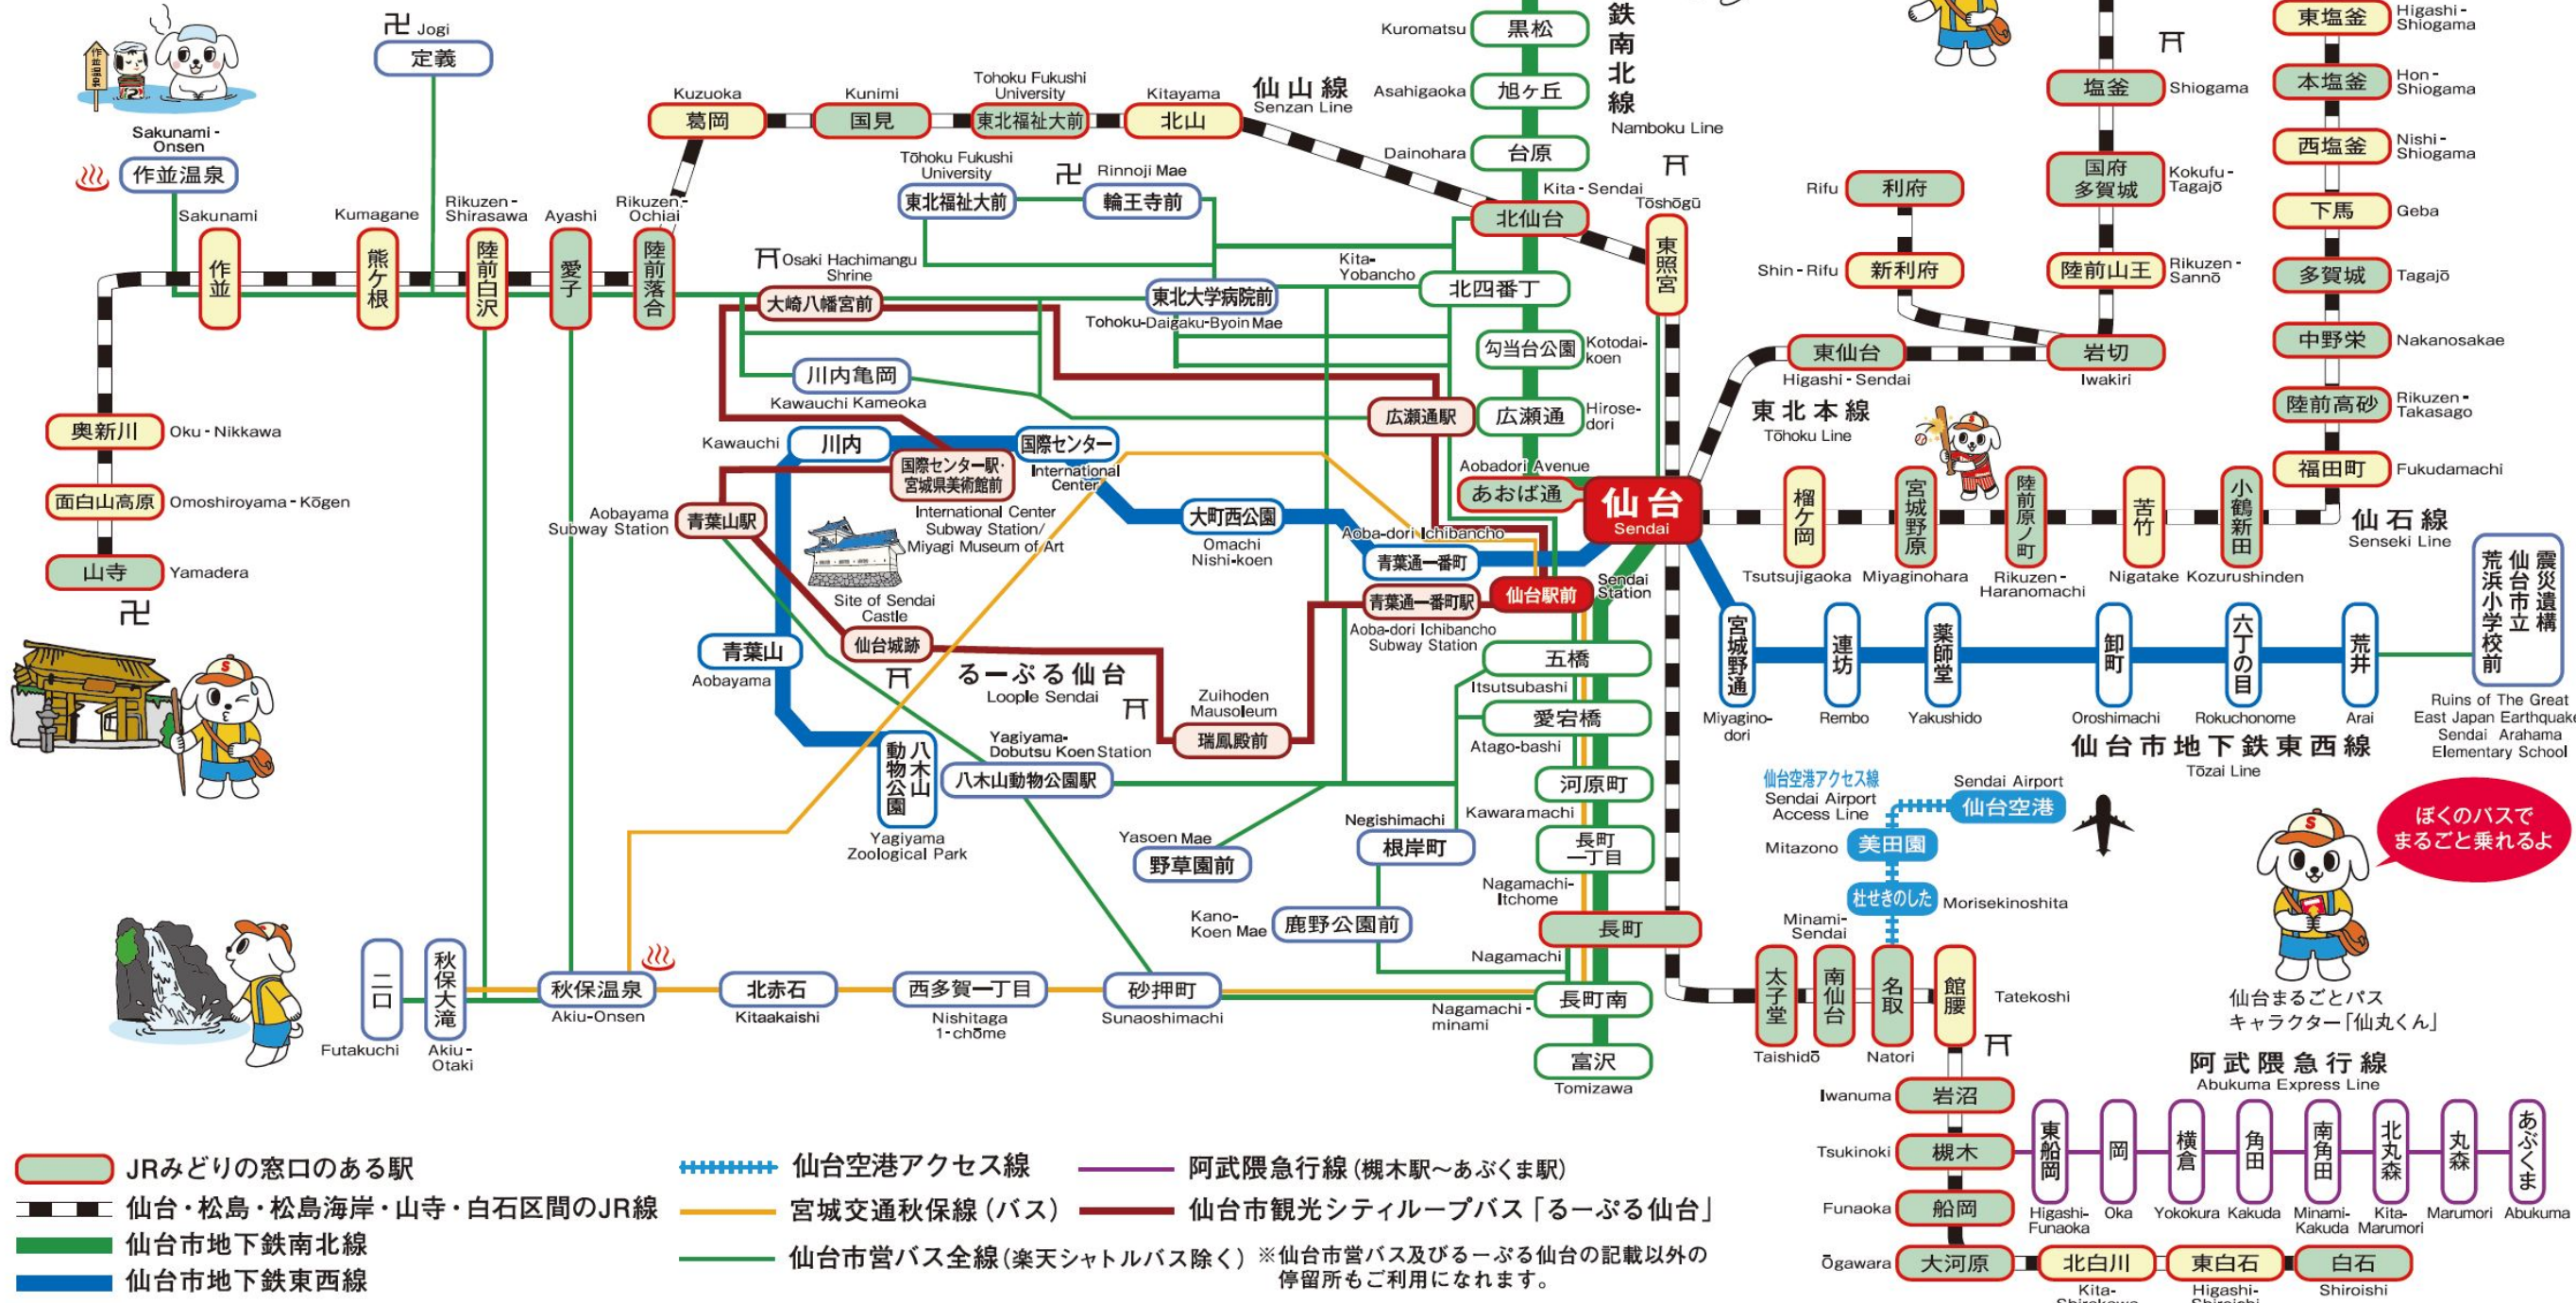 卍 Jogi
定義
作並温泉
Sakunami-
Onsen
作並温泉
Sakunami
作並
Kumagane
熊ケ根
Rikuzen-
Shirasawa
陸前白沢
Ayashi
愛子
Rikuzen-
Ochiai
陸前落合
Kuzuoka
葛岡
Kunimi
国見
Tohoku Fukushi
University
東北福祉大前
Kitayama
北山
仙山線
Senzan Line
Tōhoku Fukushi
University
東北福祉大前
卍 Rinnoji Mae
輪王寺前
Kuromatsu
黒松
Asahigaoka
旭ヶ丘
Dainohara
台原
鉄南北線
Namboku Line
Kita-Sendai
北仙台
Tōshōgū
東照宮
Kita-
Yobancho
北四番丁
勾当台公園
Kotodai-
koen
広瀬通駅
広瀬通
Hirose-
dori
Aobadori Avenue
あおば通
仙台
Sendai
Osaki Hachimangu
Shrine
大崎八幡宮前
東北大学病院前
Tohoku-Daigaku-Byoin Mae
川内亀岡
Kawauchi Kameoka
Kawauchi
川内
国際センター
International
Center
国際センター駅・
宮城県美術館前
International Center
Subway Station/
Miyagi Museum of Art
Aobayama
Subway Station
青葉山駅
大町西公園
Omachi
Nishi-koen
Aoba-dori Ichibancho
青葉通一番町
青葉通一番町駅
Aoba-dori Ichibancho
Subway Station
仙台駅前
Sendai
Station
Site of Sendai
Castle
仙台城跡
青葉山
Aobayama
るーぷる仙台
Loople Sendai
Zuihoden
Mausoleum
瑞鳳殿前
八木山
動物公園
Yagiyama
Zoological Park
Yagiyama-
Dobutsu Koen Station
八木山動物公園駅
Yasoen Mae
野草園前
Negishimachi
根岸町
Kano-
Koen Mae
鹿野公園前
五橋
Itsutsubashi
愛宕橋
Atago-bashi
河原町
Kawaramachi
長町
一丁目
Nagamachi-
Itchome
長町
Nagamachi
長町南
Nagamachi-
minami
富沢
Tomizawa
奥新川
Oku-Nikkawa
面白山高原
Omoshiroyama-Kōgen
山寺
Yamadera
卍
二口
Futakuchi
秋保大滝
Akiu-
Otaki
秋保温泉
Akiu-Onsen
北赤石
Kitaakaishi
西多賀一丁目
Nishitaga
1-chōme
砂押町
Sunaoshimachi
Rifu
利府
Shin-Rifu
新利府
塩釜
Shiogama
国府
多賀城
Kokufu-
Tagajō
陸前山王
Rikuzen-
Sannō
岩切
Iwakiri
東仙台
Higashi-Sendai
東北本線
Tōhoku Line
東塩釜
Higashi-
Shiogama
本塩釜
Hon-
Shiogama
西塩釜
Nishi-
Shiogama
下馬
Geba
多賀城
Tagajō
中野栄
Nakanosakae
陸前高砂
Rikuzen-
Takasago
福田町
Fukudamachi
榴ケ岡
Tsutsujigaoka
宮城野原
Miyaginohara
陸前原ノ町
Rikuzen-
Haranomachi
苦竹
Nigatake
小鶴新田
Kozurushinden
仙石線
Senseki Line
宮城野通
Miyagino-
dori
連坊
Rembo
薬師堂
Yakushido
卸町
Oroshimachi
六丁の目
Rokuchonome
荒井
Arai
震災遺構
仙台市立
荒浜小学校前
Ruins of The Great
East Japan Earthquake
Sendai Arahama
Elementary School
仙台市地下鉄東西線
Tōzai Line
仙台空港アクセス線
Sendai Airport
Access Line
Sendai Airport
仙台空港
Mitazono
美田園
杜せきのした
Morisekinoshita
ぼくのパスで
まるごと乗れるよ
仙台まるごとパス
キャラクター「仙丸くん」
太子堂
Taishidō
Minami-
Sendai
南仙台
名取
Natori
館腰
Tatekoshi
Iwanuma
岩沼
Tsukinoki
槻木
Funaoka
船岡
Ōgawara
大河原
北白川
Kita-
東白石
Higashi-
白石
Shiroishi
阿武隈急行線
Abukuma Express Line
東船岡
Higashi-
Funaoka
岡
Oka
横倉
Yokokura
角田
Kakuda
南角田
Minami-
Kakuda
北丸森
Kita-
Marumori
丸森
Marumori
あぶくま
Abukuma
JRみどりの窓口のある駅
仙台・松島・松島海岸・山寺・白石区間のJR線
仙台市地下鉄南北線
仙台市地下鉄東西線
仙台空港アクセス線
宮城交通秋保線（バス）
仙台市営バス全線（楽天シャトルバス除く）
阿武隈急行線（槻木駅～あぶくま駅）
仙台市観光シティループバス「るーぷる仙台」
※仙台市営バス及びるーぷる仙台の記載以外の
停留所もご利用になれます。